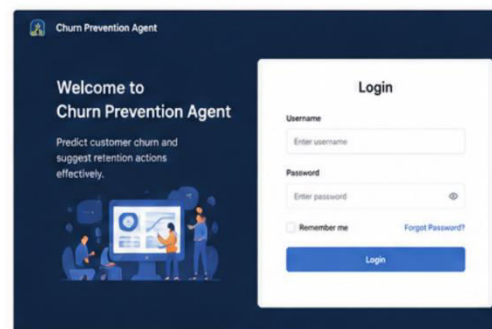 Churn Prevention Agent
Welcome to
Churn Prevention Agent
Predict customer churn and
suggest retention actions
effectively.
Login
Username
Enter username
Password
Enter password
Remember me Forgot Password?
Login